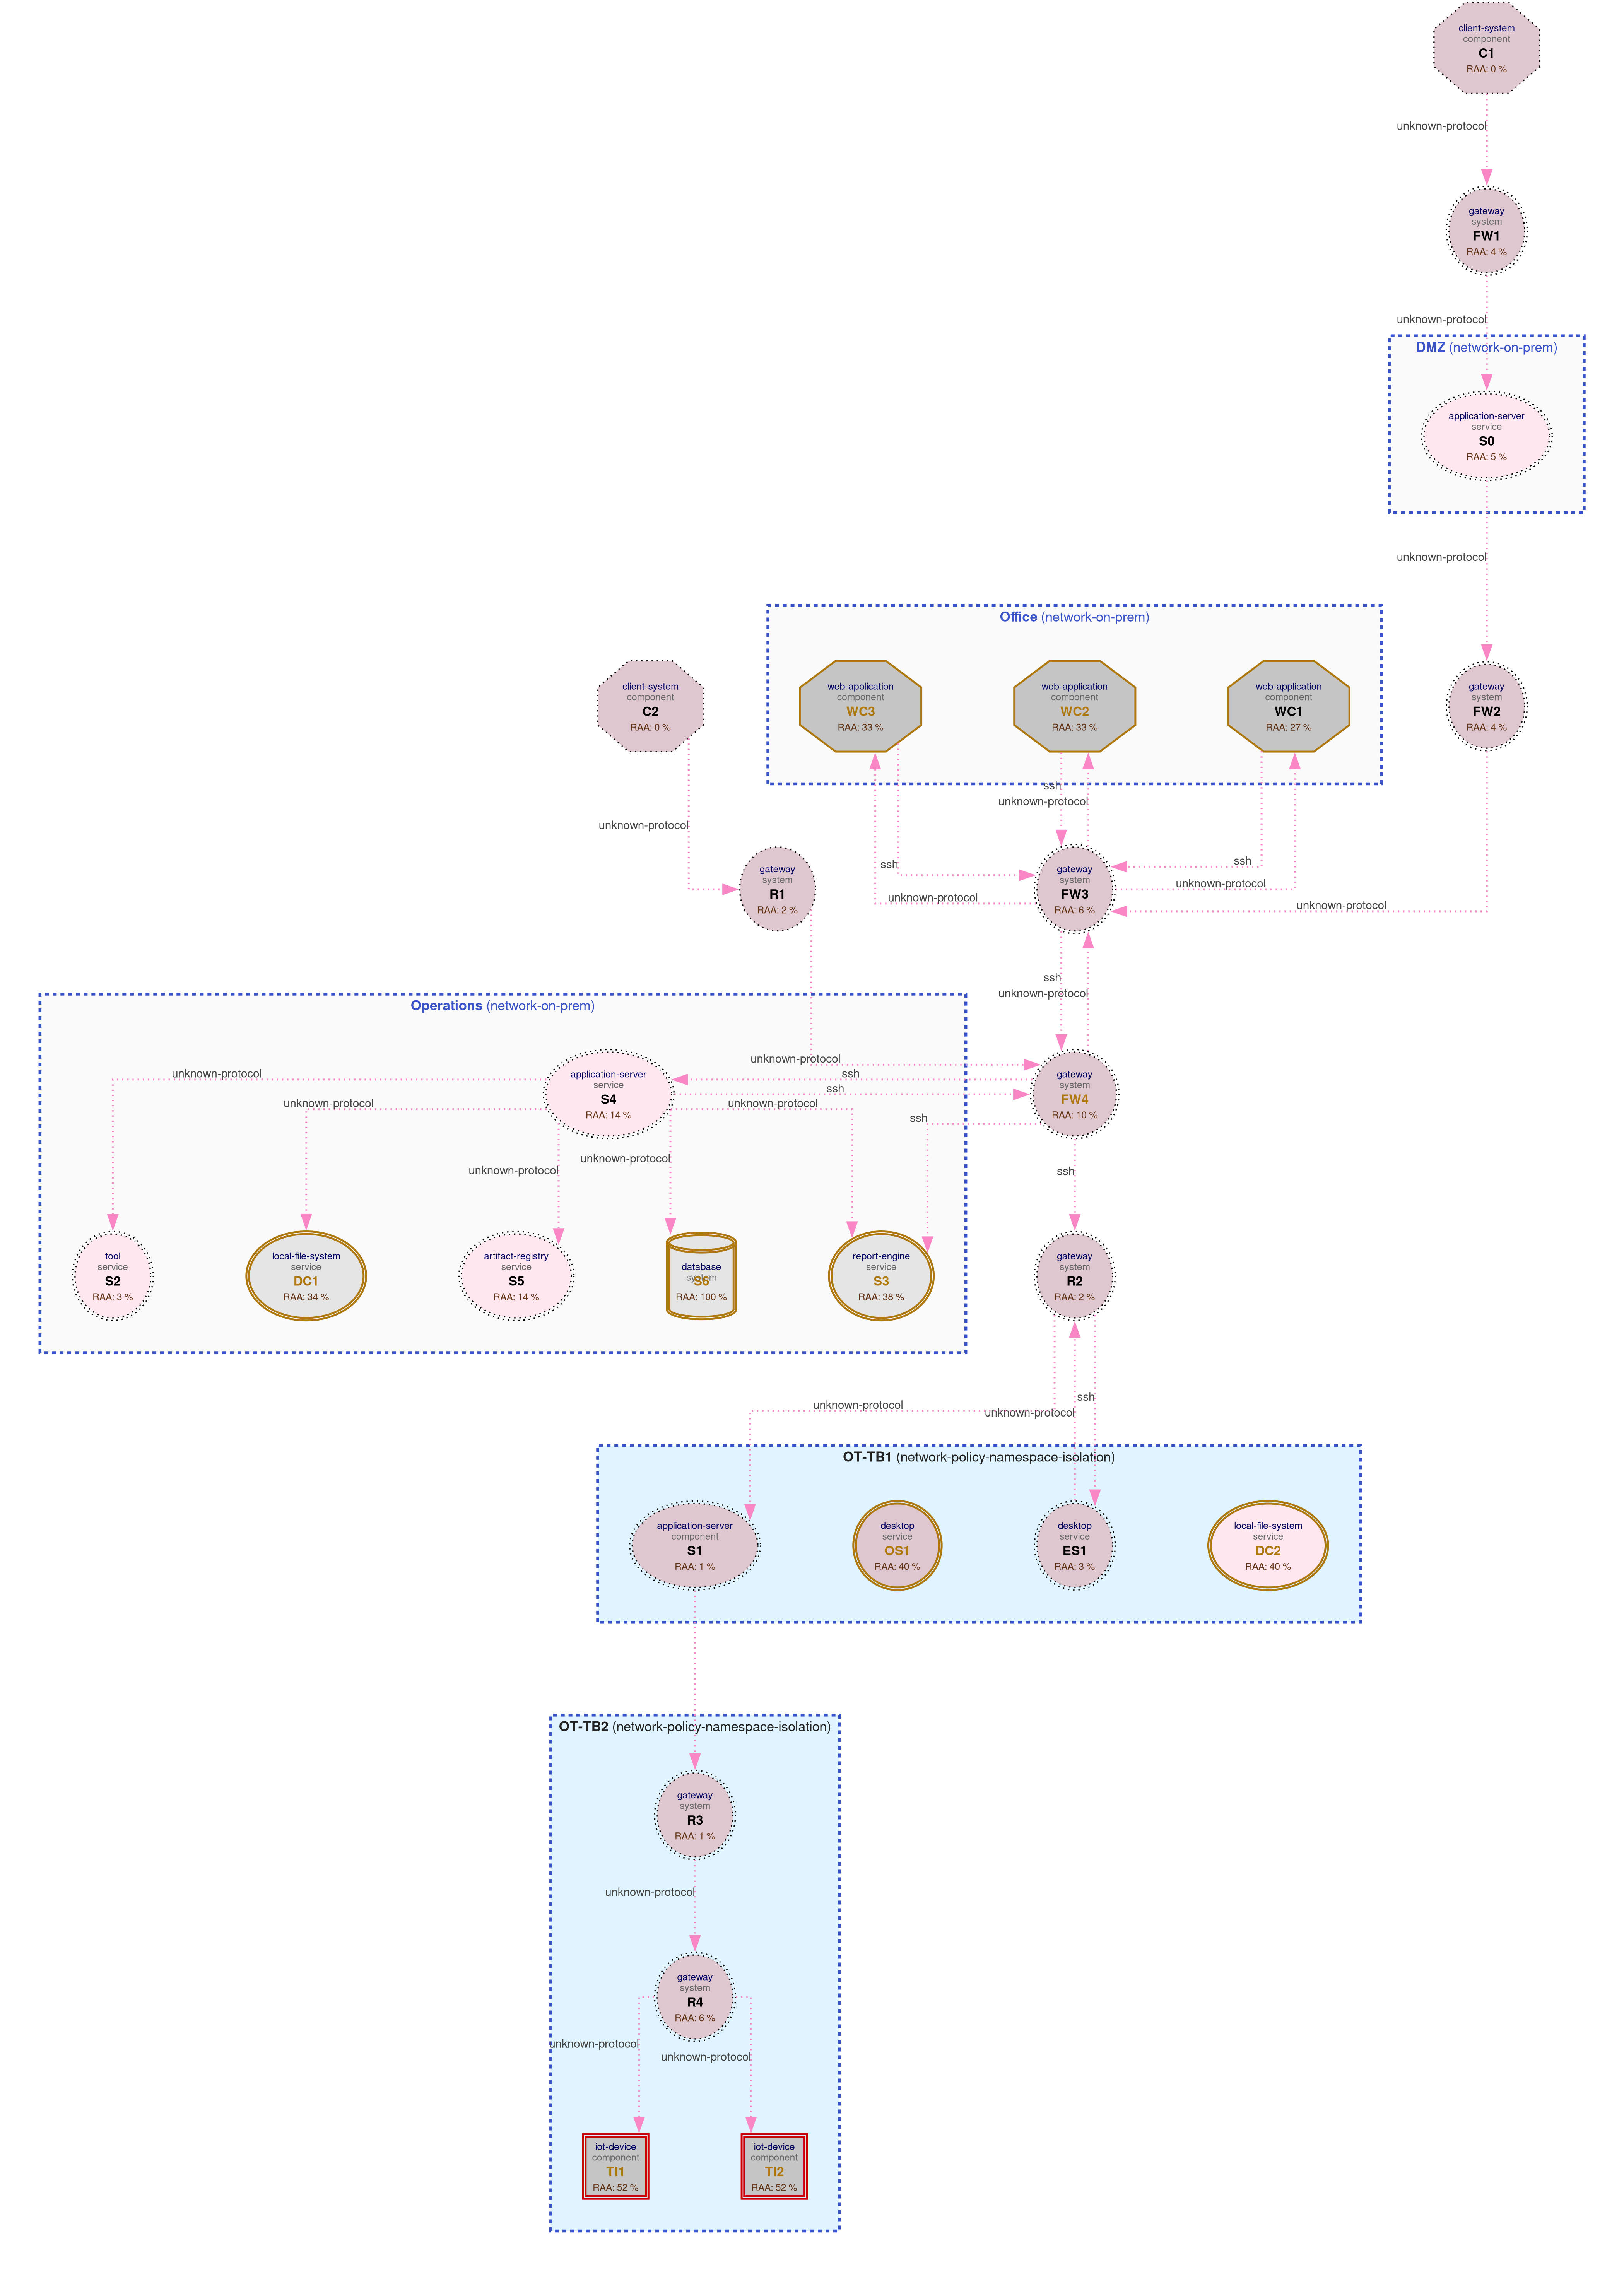 client-system
component
C1
RAA: 0 %
unknown-protocol
gateway
system
FW1
RAA: 4 %
unknown-protocol
DMZ (network-on-prem)
application-server
service
S0
RAA: 5 %
unknown-protocol
Office (network-on-prem)
client-system
component
C2
RAA: 0 %
web-application
component
WC3
RAA: 33 %
web-application
component
WC2
RAA: 33 %
web-application
component
WC1
RAA: 27 %
gateway
system
FW2
RAA: 4 %
ssh
unknown-protocol
unknown-protocol
ssh
ssh
unknown-protocol
unknown-protocol
unknown-protocol
gateway
system
R1
RAA: 2 %
gateway
system
FW3
RAA: 6 %
ssh
unknown-protocol
Operations (network-on-prem)
unknown-protocol
ssh
ssh
unknown-protocol
unknown-protocol
unknown-protocol
ssh
application-server
service
S4
RAA: 14 %
gateway
system
FW4
RAA: 10 %
unknown-protocol
unknown-protocol
ssh
tool
service
S2
RAA: 3 %
local-file-system
service
DC1
RAA: 34 %
artifact-registry
service
S5
RAA: 14 %
database
system
S6
RAA: 100 %
report-engine
service
S3
RAA: 38 %
gateway
system
R2
RAA: 2 %
unknown-protocol
ssh
unknown-protocol
OT-TB1 (network-policy-namespace-isolation)
application-server
component
S1
RAA: 1 %
desktop
service
OS1
RAA: 40 %
desktop
service
ES1
RAA: 3 %
local-file-system
service
DC2
RAA: 40 %
OT-TB2 (network-policy-namespace-isolation)
gateway
system
R3
RAA: 1 %
unknown-protocol
gateway
system
R4
RAA: 6 %
unknown-protocol
unknown-protocol
iot-device
component
TI1
RAA: 52 %
iot-device
component
TI2
RAA: 52 %